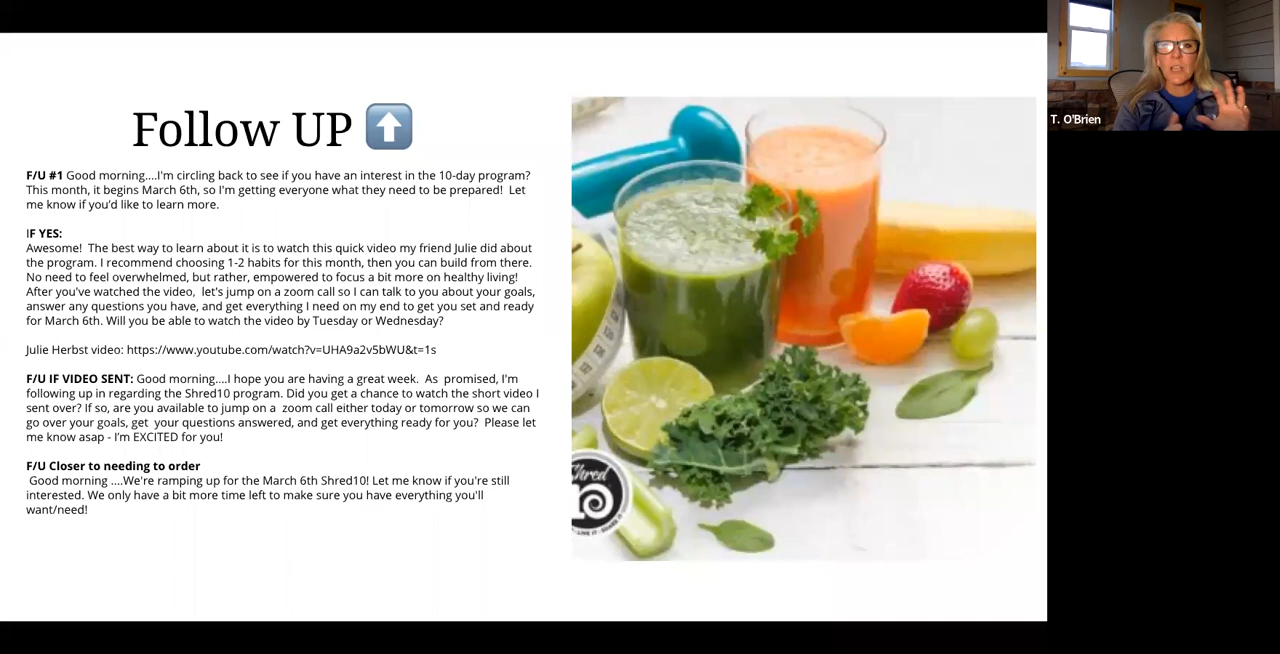 Follow UP ⬆
F/U #1 Good morning....I'm circling back to see if you have an interest in the 10-day program?
This month, it begins March 6th, so I'm getting everyone what they need to be prepared!  Let
me know if you'd like to learn more.
IF YES:
Awesome!  The best way to learn about it is to watch this quick video my friend Julie did about
the program. I recommend choosing 1-2 habits for this month, then you can build from there.
No need to feel overwhelmed, but rather, empowered to focus a bit more on healthy living!
After you've watched the video,  let's jump on a zoom call so I can talk to you about your goals,
answer any questions you have, and get everything I need on my end to get you set and ready
for March 6th. Will you be able to watch the video by Tuesday or Wednesday?
Julie Herbst video: https://www.youtube.com/watch?v=UHA9a2v5bWU&t=1s
F/U IF VIDEO SENT: Good morning....I hope you are having a great week.  As  promised, I'm
following up in regarding the Shred10 program. Did you get a chance to watch the short video I
sent over? If so, are you available to jump on a  zoom call either today or tomorrow so we can
go over your goals, get  your questions answered, and get everything ready for you?  Please let
me know asap - I'm EXCITED for you!
F/U Closer to needing to order
Good morning ....We're ramping up for the March 6th Shred10! Let me know if you're still
interested. We only have a bit more time left to make sure you have everything you'll
want/need!
Shred
10
LIVE IT · SHARE IT
T. O'Brien